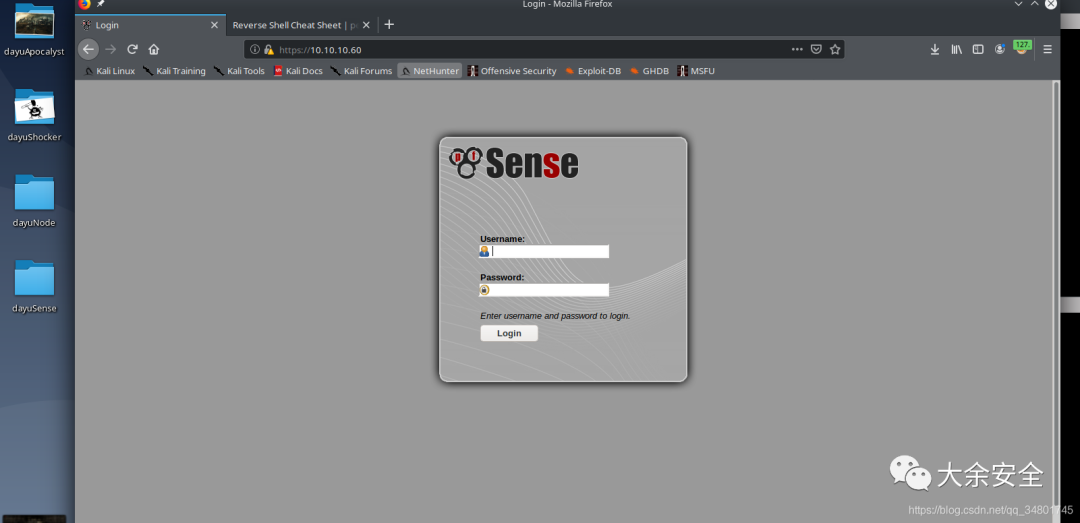 Login - Mozilla Firefox
Login
Reverse Shell Cheat Sheet | p
https://10.10.10.60
127.
Kali Linux
Kali Training
Kali Tools
Kali Docs
Kali Forums
NetHunter
Offensive Security
Exploit-DB
GHDB
MSFU
dayuApocalyst
dayuShocker
dayuNode
dayuSense
pf Sense
Username:
Password:
Enter username and password to login.
Login
大余安全
https://blog.csdn.net/qq_34801745